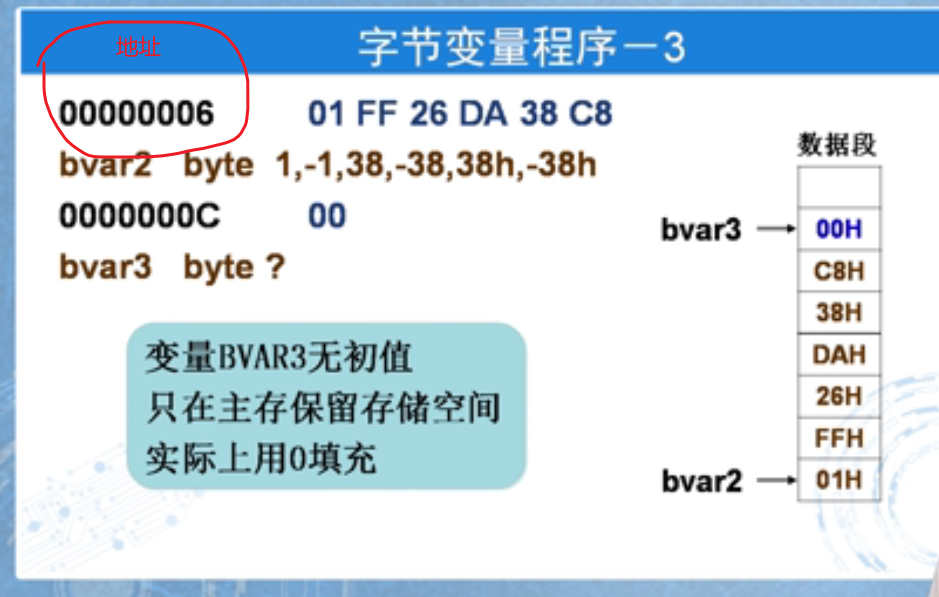 地址
字节变量程序－3
00000006 01 FF 26 DA 38 C8
bvar2 byte 1,-1,38,-38,38h,-38h
0000000C 00
bvar3 byte ?
变量BVAR3无初值
只在主存保留存储空间
实际上用0填充
数据段
bvar3 00H
C8H
38H
DAH
26H
FFH
bvar2 01H